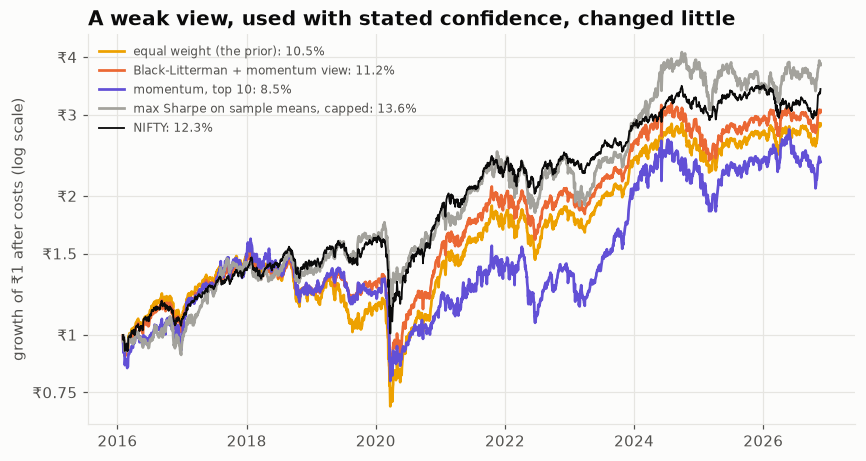 A weak view, used with stated confidence, changed little
growth of ₹1 after costs (log scale)
₹4
₹3
₹2
₹1.5
₹1
₹0.75
equal weight (the prior): 10.5%
Black-Litterman + momentum view: 11.2%
momentum, top 10: 8.5%
max Sharpe on sample means, capped: 13.6%
NIFTY: 12.3%
2016 2018 2020 2022 2024 2026